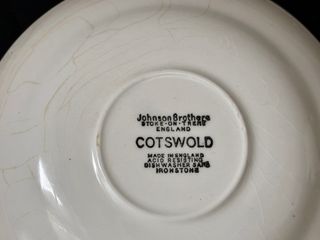 Johnson Brothers
STOKE-ON-TRENT
ENGLAND
COTSWOLD
MADE IN ENGLAND
ACID RESISTING
DISHWASHER SAFE
IRONSTONE